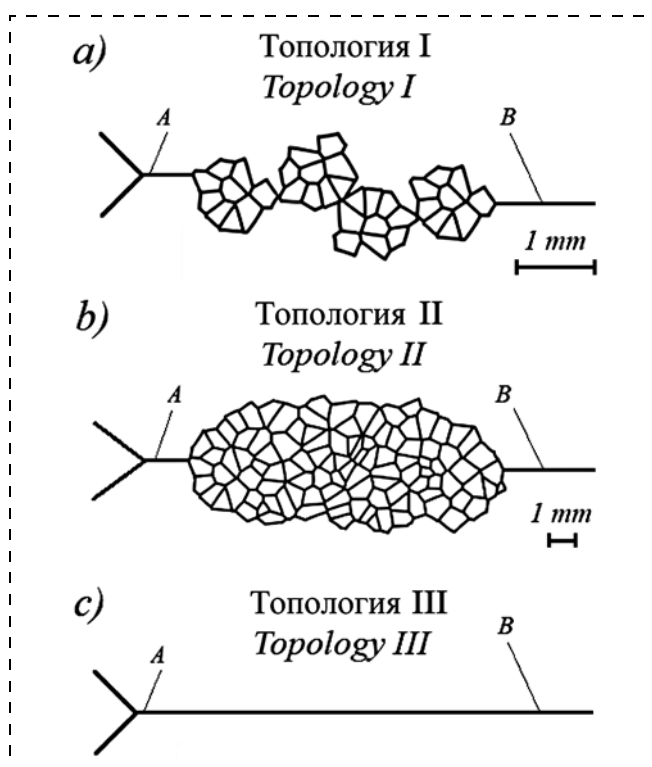 a)
Топология I
Topology I
A
B
1 mm
b)
Топология II
Topology II
A
B
1 mm
c)
Топология III
Topology III
A
B